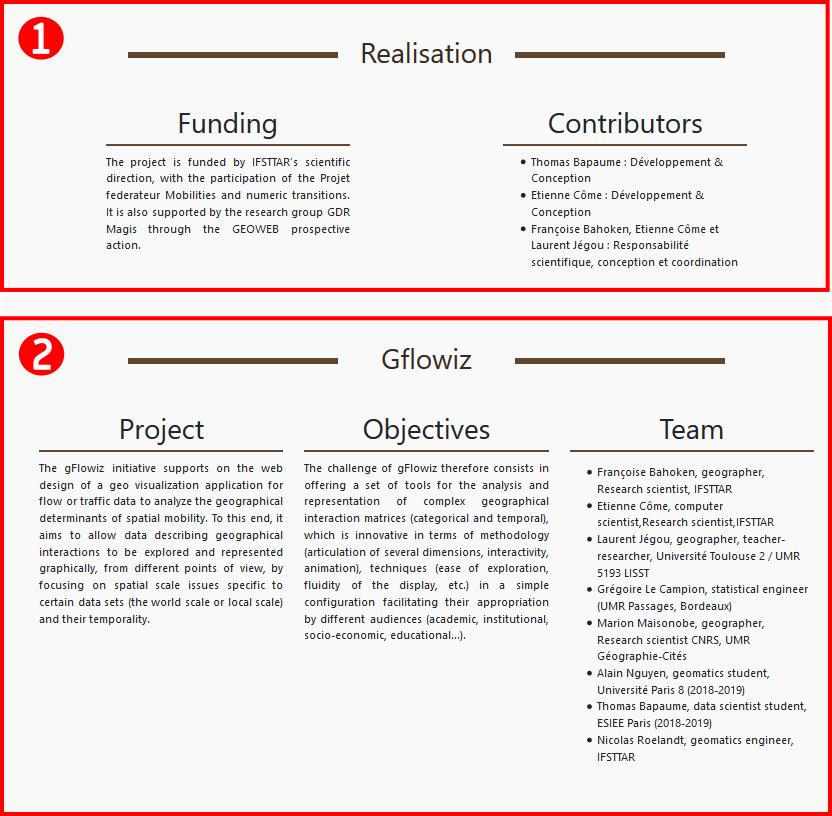 1
Realisation
Funding
The project is funded by IFSTTAR's scientific
direction, with the participation of the Projet
federateur Mobilities and numeric transitions.
It is also supported by the research group GDR
Magis through the GEOWEB prospective
action.
Contributors
Thomas Bapaume : Développement &
Conception
Etienne Côme : Développement &
Conception
Françoise Bahoken, Etienne Côme et
Laurent Jégou : Responsabilité
scientifique, conception et coordination
2
Gflowiz
Project
The gFlowiz initiative supports on the web
design of a geo visualization application for
flow or traffic data to analyze the geographical
determinants of spatial mobility. To this end, it
aims to allow data describing geographical
interactions to be explored and represented
graphically, from different points of view, by
focusing on spatial scale issues specific to
certain data sets (the world scale or local scale)
and their temporality.
Objectives
The challenge of gFlowiz therefore consists in
offering a set of tools for the analysis and
representation of complex geographical
interaction matrices (categorical and temporal),
which is innovative in terms of methodology
(articulation of several dimensions, interactivity,
animation), techniques (ease of exploration,
fluidity of the display, etc.) in a simple
configuration facilitating their appropriation
by different audiences (academic, institutional,
socio-economic, educational...).
Team
Françoise Bahoken, geographer,
Research scientist, IFSTTAR
Etienne Côme, computer
scientist,Research scientist,IFSTTAR
Laurent Jégou, geographer, teacher-
researcher, Université Toulouse 2 / UMR
5193 LISST
Grégoire Le Campion, statistical engineer
(UMR Passages, Bordeaux)
Marion Maisonobe, geographer,
Research scientist CNRS, UMR
Géographie-Cités
Alain Nguyen, geomatics student,
Université Paris 8 (2018-2019)
Thomas Bapaume, data scientist student,
ESIEE Paris (2018-2019)
Nicolas Roelandt, geomatics engineer,
IFSTTAR